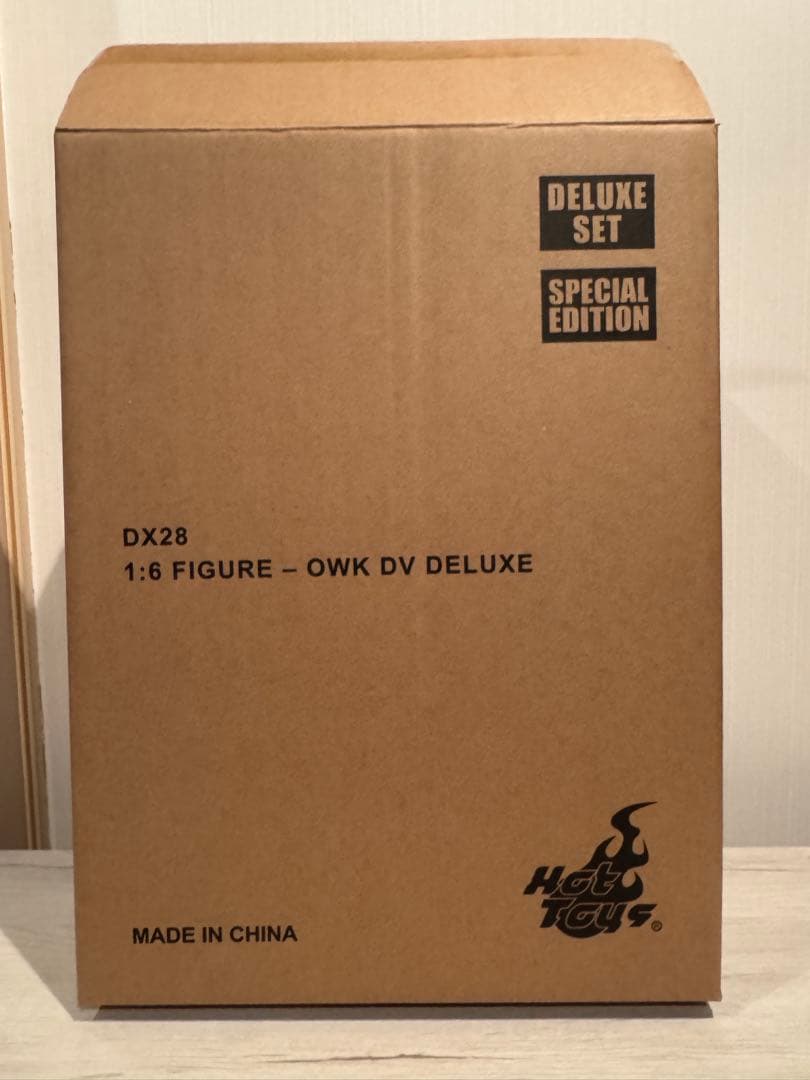 DELUXE
SET
SPECIAL
EDITION
DX28
1:6 FIGURE – OWK DV DELUXE
Hot
Toys®
MADE IN CHINA